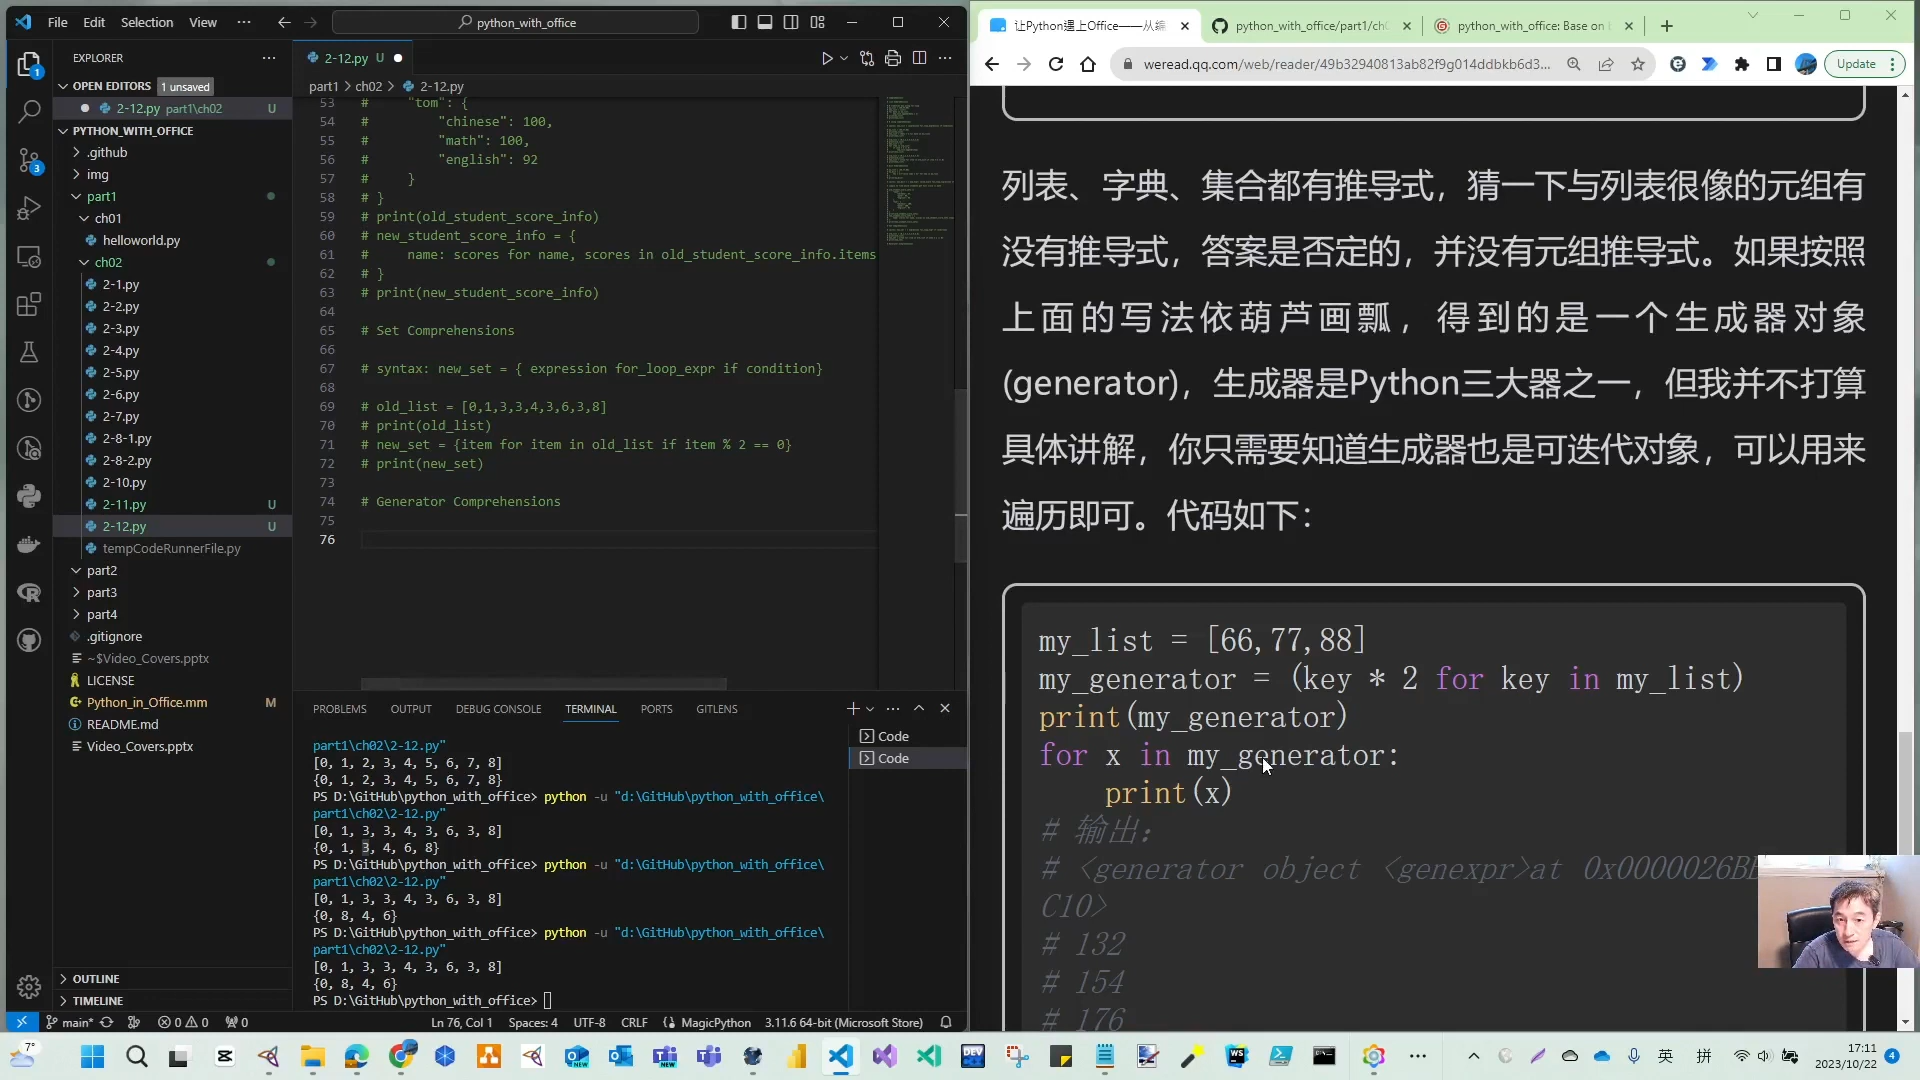 File Edit Selection View ··· python_with_office
EXPLORER
OPEN EDITORS 1 unsaved
2-12.py part1\ch02 U
PYTHON_WITH_OFFICE
.github
img
part1
ch01
helloworld.py
ch02
2-1.py
2-2.py
2-3.py
2-4.py
2-5.py
2-6.py
2-7.py
2-8-1.py
2-8-2.py
2-10.py
2-11.py U
2-12.py U
tempCodeRunnerFile.py
part2
part3
part4
.gitignore
~$Video_Covers.pptx
LICENSE
Python_in_Office.mm M
README.md
Video_Covers.pptx
OUTLINE
TIMELINE
2-12.py U
part1 > ch02 > 2-12.py
53 # "tom": {
54 # "chinese": 100,
55 # "math": 100,
56 # "english": 92
57 # }
58 # }
59 # print(old_student_score_info)
60 # new_student_score_info = {
61 # name: scores for name, scores in old_student_score_info.items
62 # }
63 # print(new_student_score_info)
64
65 # Set Comprehensions
66
67 # syntax: new_set = { expression for_loop_expr if condition}
68
69 # old_list = [0,1,3,3,4,3,6,3,8]
70 # print(old_list)
71 # new_set = {item for item in old_list if item % 2 == 0}
72 # print(new_set)
73
74 # Generator Comprehensions
75
76
PROBLEMS OUTPUT DEBUG CONSOLE TERMINAL PORTS GITLENS
part1\ch02\2-12.py"
[0, 1, 2, 3, 4, 5, 6, 7, 8]
{0, 1, 2, 3, 4, 5, 6, 7, 8}
PS D:\GitHub\python_with_office> python -u "d:\GitHub\python_with_office\
part1\ch02\2-12.py"
[0, 1, 3, 3, 4, 3, 6, 3, 8]
{0, 1, 3, 4, 6, 8}
PS D:\GitHub\python_with_office> python -u "d:\GitHub\python_with_office\
part1\ch02\2-12.py"
[0, 1, 3, 3, 4, 3, 6, 3, 8]
{0, 8, 4, 6}
PS D:\GitHub\python_with_office> python -u "d:\GitHub\python_with_office\
part1\ch02\2-12.py"
[0, 1, 3, 3, 4, 3, 6, 3, 8]
{0, 8, 4, 6}
PS D:\GitHub\python_with_office>
Code
Code
main* 0 0 0 Ln 76, Col 1 Spaces: 4 UTF-8 CRLF MagicPython 3.11.6 64-bit (Microsoft Store)
让Python遇上Office——从编 python_with_office/part1/ch0 python_with_office: Base on
weread.qq.com/web/reader/49b32940813ab82f9g014ddbkb6d3... Update
列表、字典、集合都有推导式，猜一下与列表很像的元组有
没有推导式，答案是否定的，并没有元组推导式。如果按照
上面的写法依葫芦画瓢，得到的是一个生成器对象
(generator)，生成器是Python三大器之一，但我并不打算
具体讲解，你只需要知道生成器也是可迭代对象，可以用来
遍历即可。代码如下：
my_list = [66,77,88]
my_generator = (key * 2 for key in my_list)
print(my_generator)
for x in my_generator:
print(x)
# 输出：
# <generator object <genexpr>at 0x0000026B
C10>
# 132
# 154
# 176
7°
英 拼 17:11
2023/10/22 4